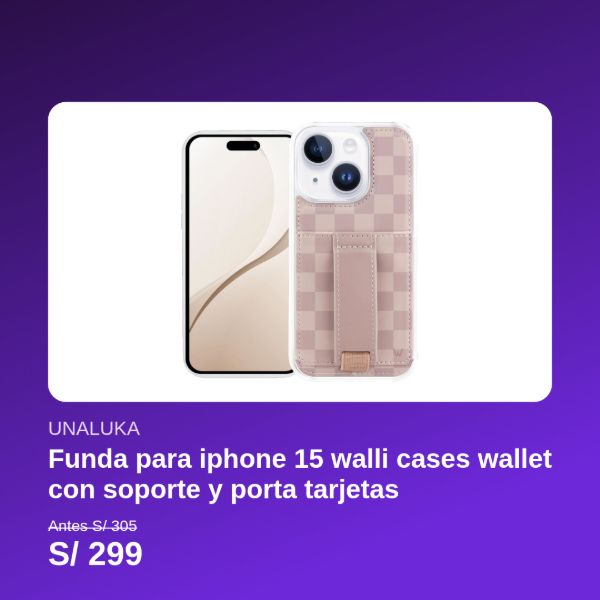 UNALUKA
Funda para iphone 15 walli cases wallet
con soporte y porta tarjetas
Antes S/ 305
S/ 299